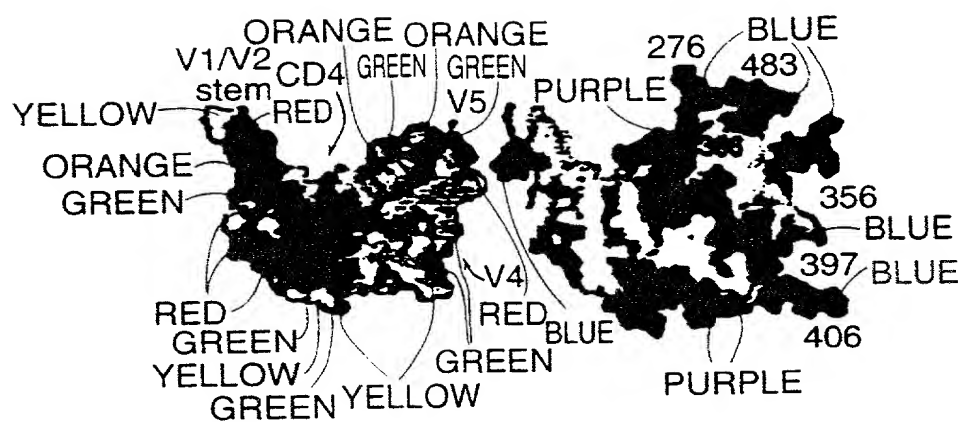 ORANGE ORANGE
BLUE
V1/V2 CD4 GREEN GREEN
276
483
stem RED V5
PURPLE
YELLOW
ORANGE
GREEN
356
BLUE
V4
397
BLUE
RED
RED
BLUE
406
GREEN
GREEN
YELLOW
YELLOW
PURPLE
GREEN